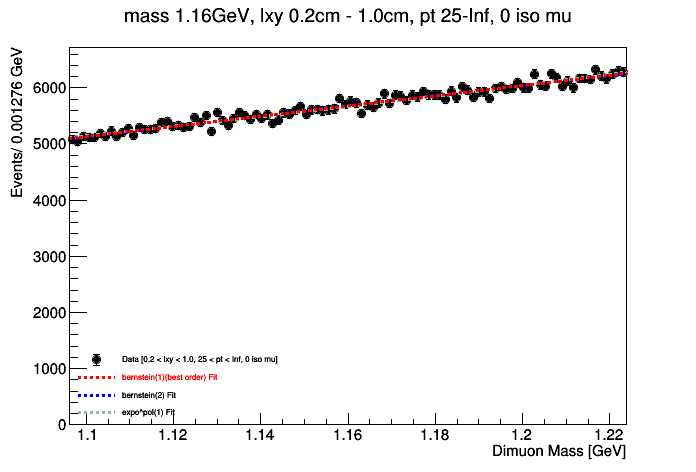 mass 1.16GeV, lxy 0.2cm - 1.0cm, pt 25-Inf, 0 iso mu
Events/ 0.001276 GeV
6000
5000
4000
3000
2000
1000
0
Data [0.2 < lxy < 1.0, 25 < pt < Inf, 0 iso mu]
bernstein(1)(best order) Fit
bernstein(2) Fit
expo^pol(1) Fit
1.1 1.12 1.14 1.16 1.18 1.2 1.22
Dimuon Mass [GeV]